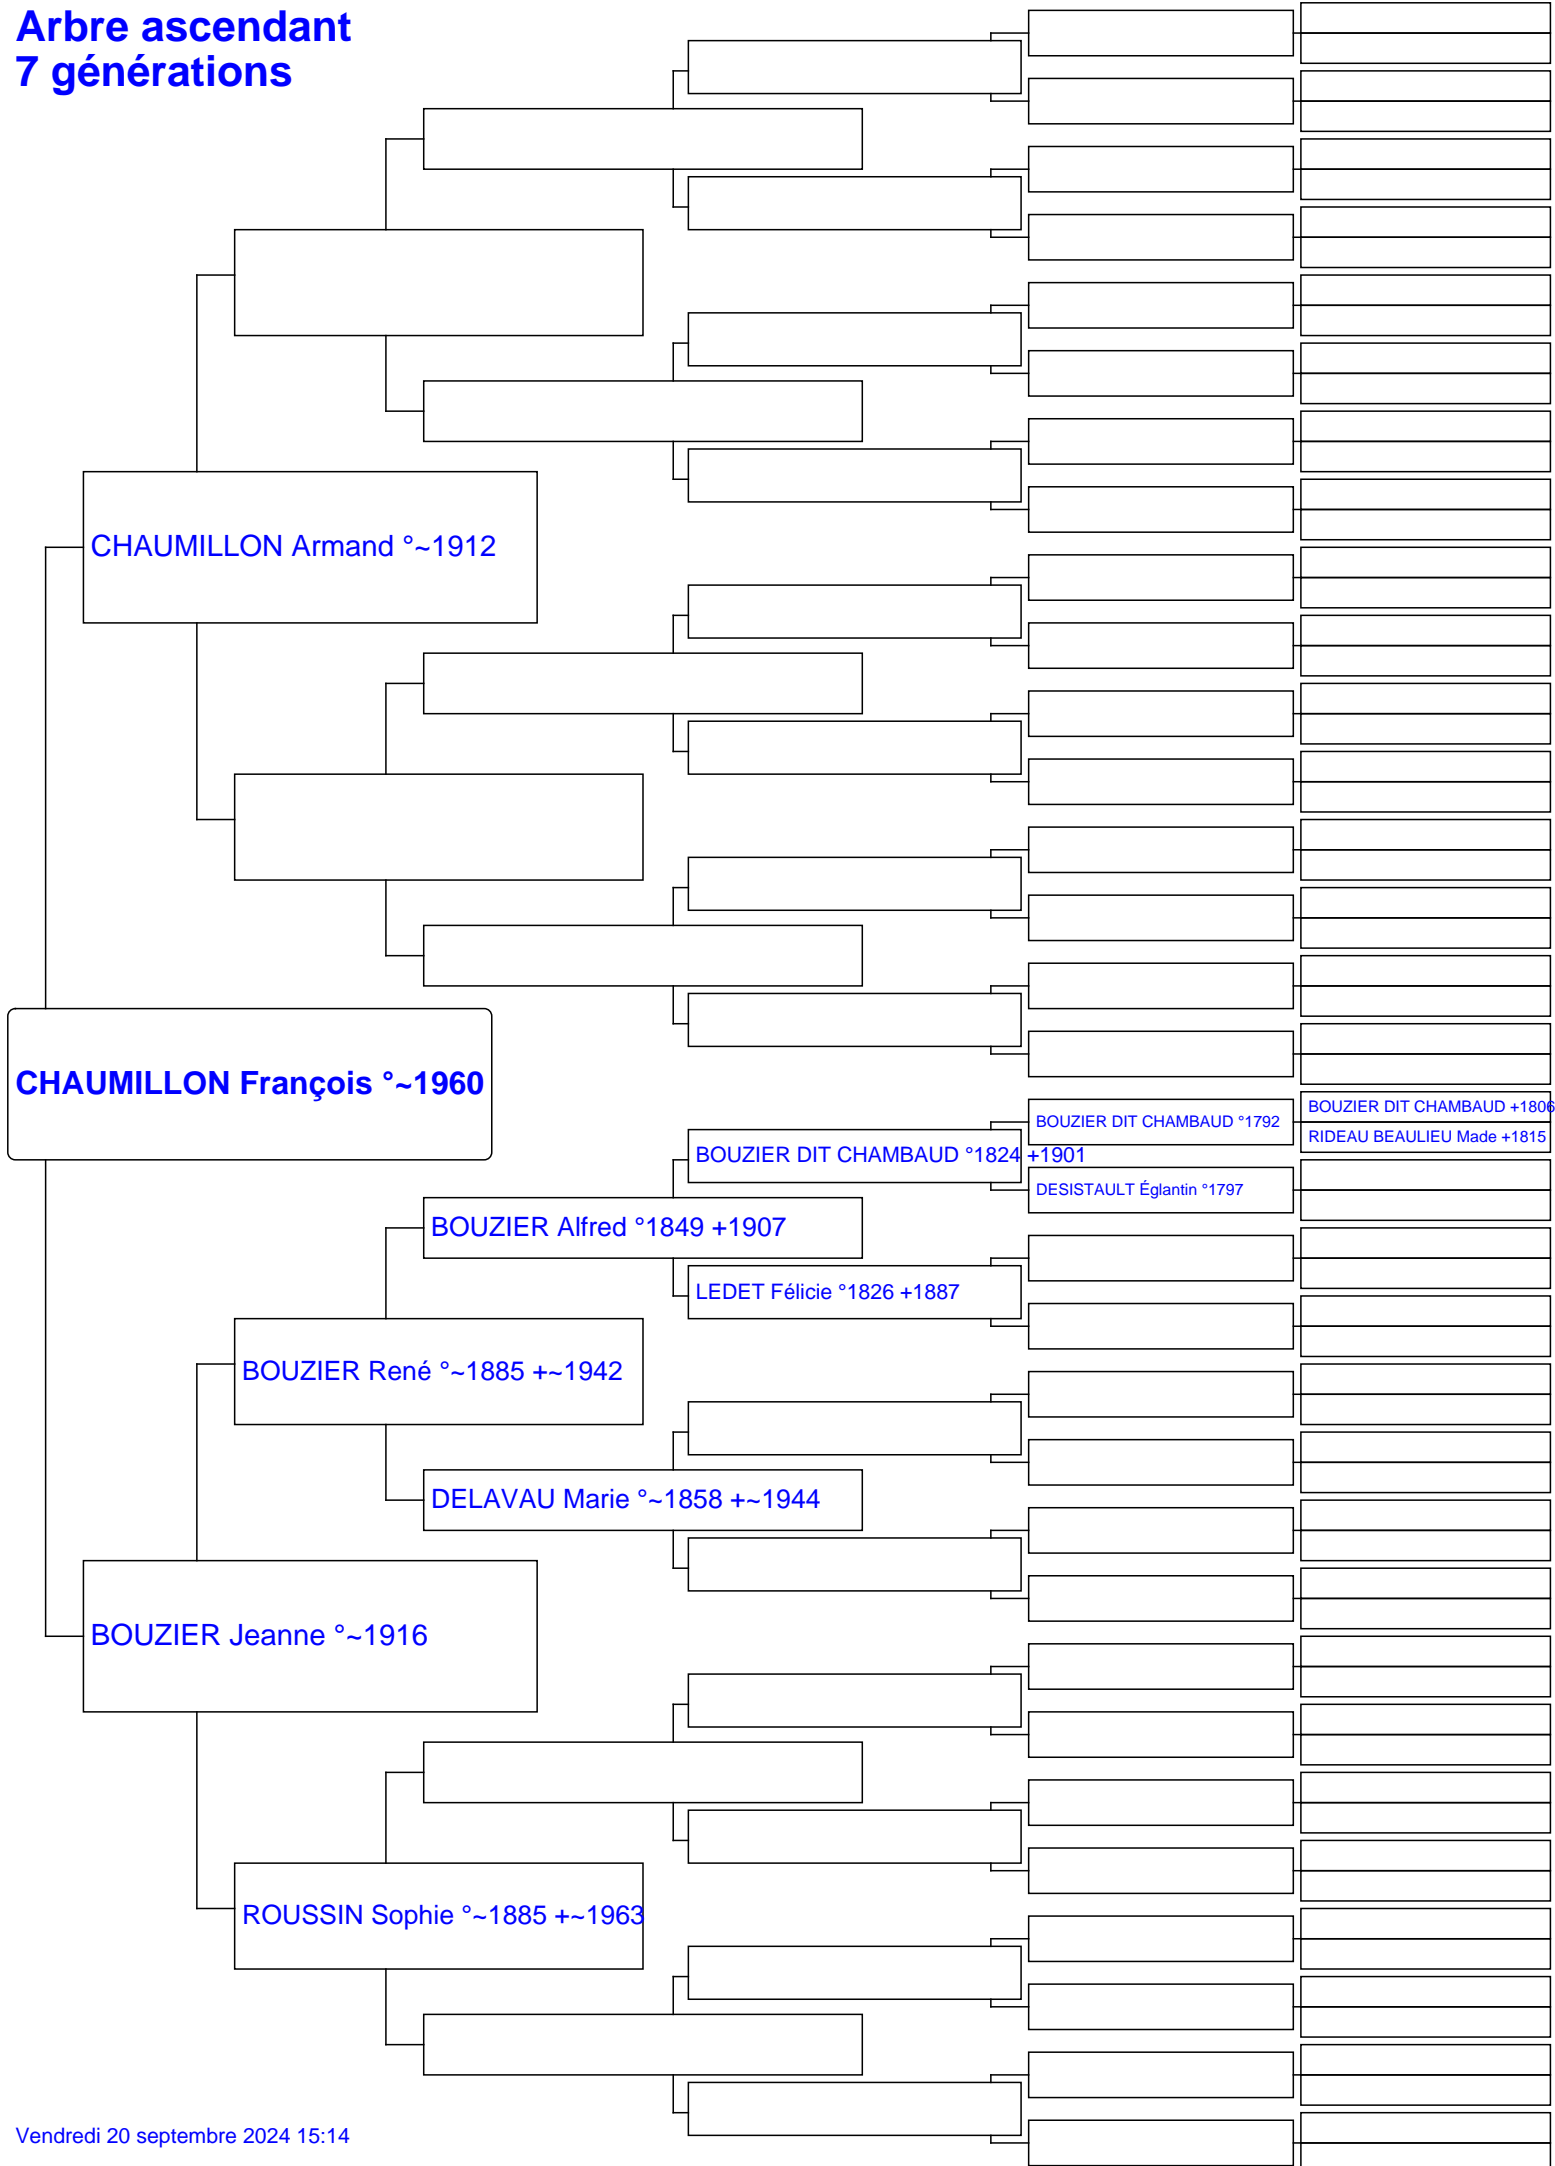 Arbre ascendant
7 générations
CHAUMILLON Armand °~1912
CHAUMILLON François °~1960
BOUZIER DIT CHAMBAUD +1806
BOUZIER DIT CHAMBAUD °1792
RIDEAU BEAULIEU Made +1815
BOUZIER DIT CHAMBAUD °1824 +1901
DESISTAULT Églantin °1797
BOUZIER Alfred °1849 +1907
LEDET Félicie °1826 +1887
BOUZIER René °~1885 +~1942
DELAVAU Marie °~1858 +~1944
BOUZIER Jeanne °~1916
ROUSSIN Sophie °~1885 +~1963
Vendredi 20 septembre 2024 15:14